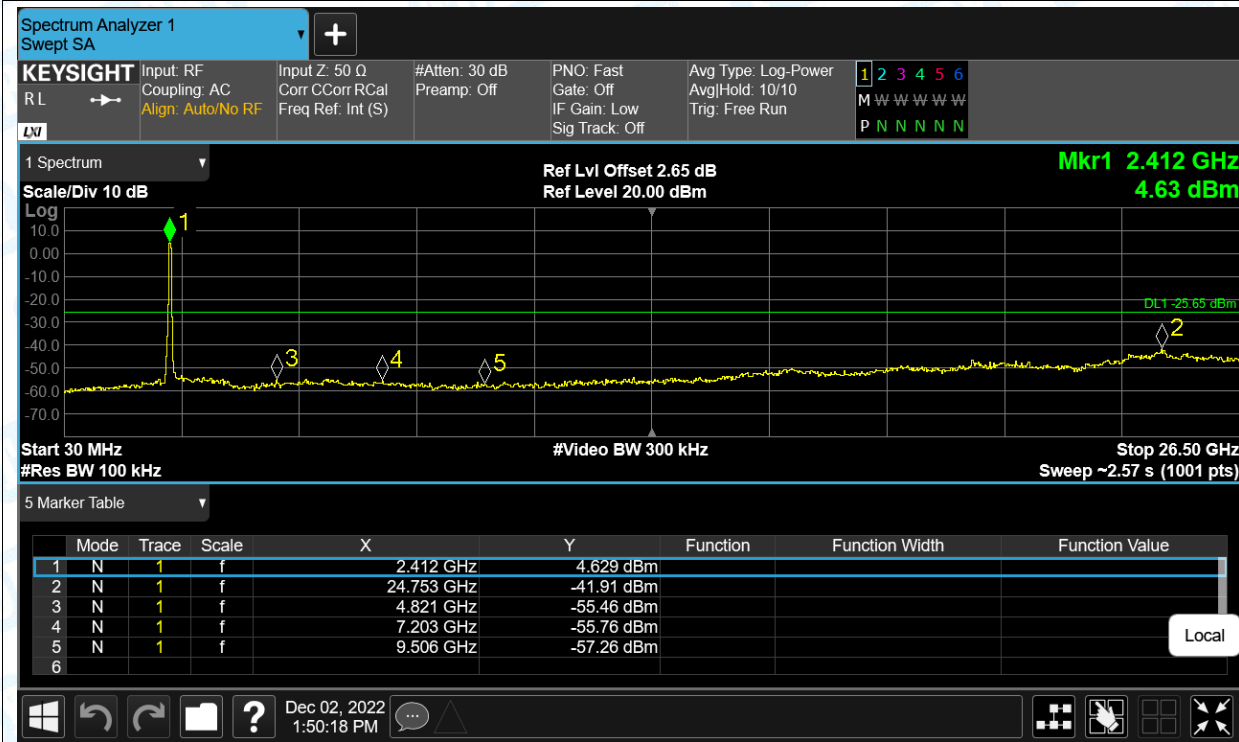 Spectrum Analyzer 1
Swept SA
+
KEYSIGHT Input: RF Input Z: 50 Ω #Atten: 30 dB PNO: Fast Avg Type: Log-Power 1 2 3 4 5 6
R L Coupling: AC Corr CCorr RCal Preamp: Off Gate: Off Avg|Hold: 10/10 M W W W W W
Align: Auto/No RF Freq Ref: Int (S) IF Gain: Low Trig: Free Run
LXI Sig Track: Off P N N N N N
1 Spectrum
Ref Lvl Offset 2.65 dB Mkr1 2.412 GHz
Scale/Div 10 dB Ref Level 20.00 dBm 4.63 dBm
Log
1
10.0
0.00
-10.0
-20.0
DL1 -25.65 dBm
-30.0
2
-40.0
3 4 5
-50.0
-60.0
-70.0
Start 30 MHz #Video BW 300 kHz Stop 26.50 GHz
#Res BW 100 kHz Sweep ~2.57 s (1001 pts)
5 Marker Table
Mode Trace Scale X Y Function Function Width Function Value
1 N 1 f 2.412 GHz 4.629 dBm
2 N 1 f 24.753 GHz -41.91 dBm
3 N 1 f 4.821 GHz -55.46 dBm
4 N 1 f 7.203 GHz -55.76 dBm
5 N 1 f 9.506 GHz -57.26 dBm
6
Local
? Dec 02, 2022
1:50:18 PM